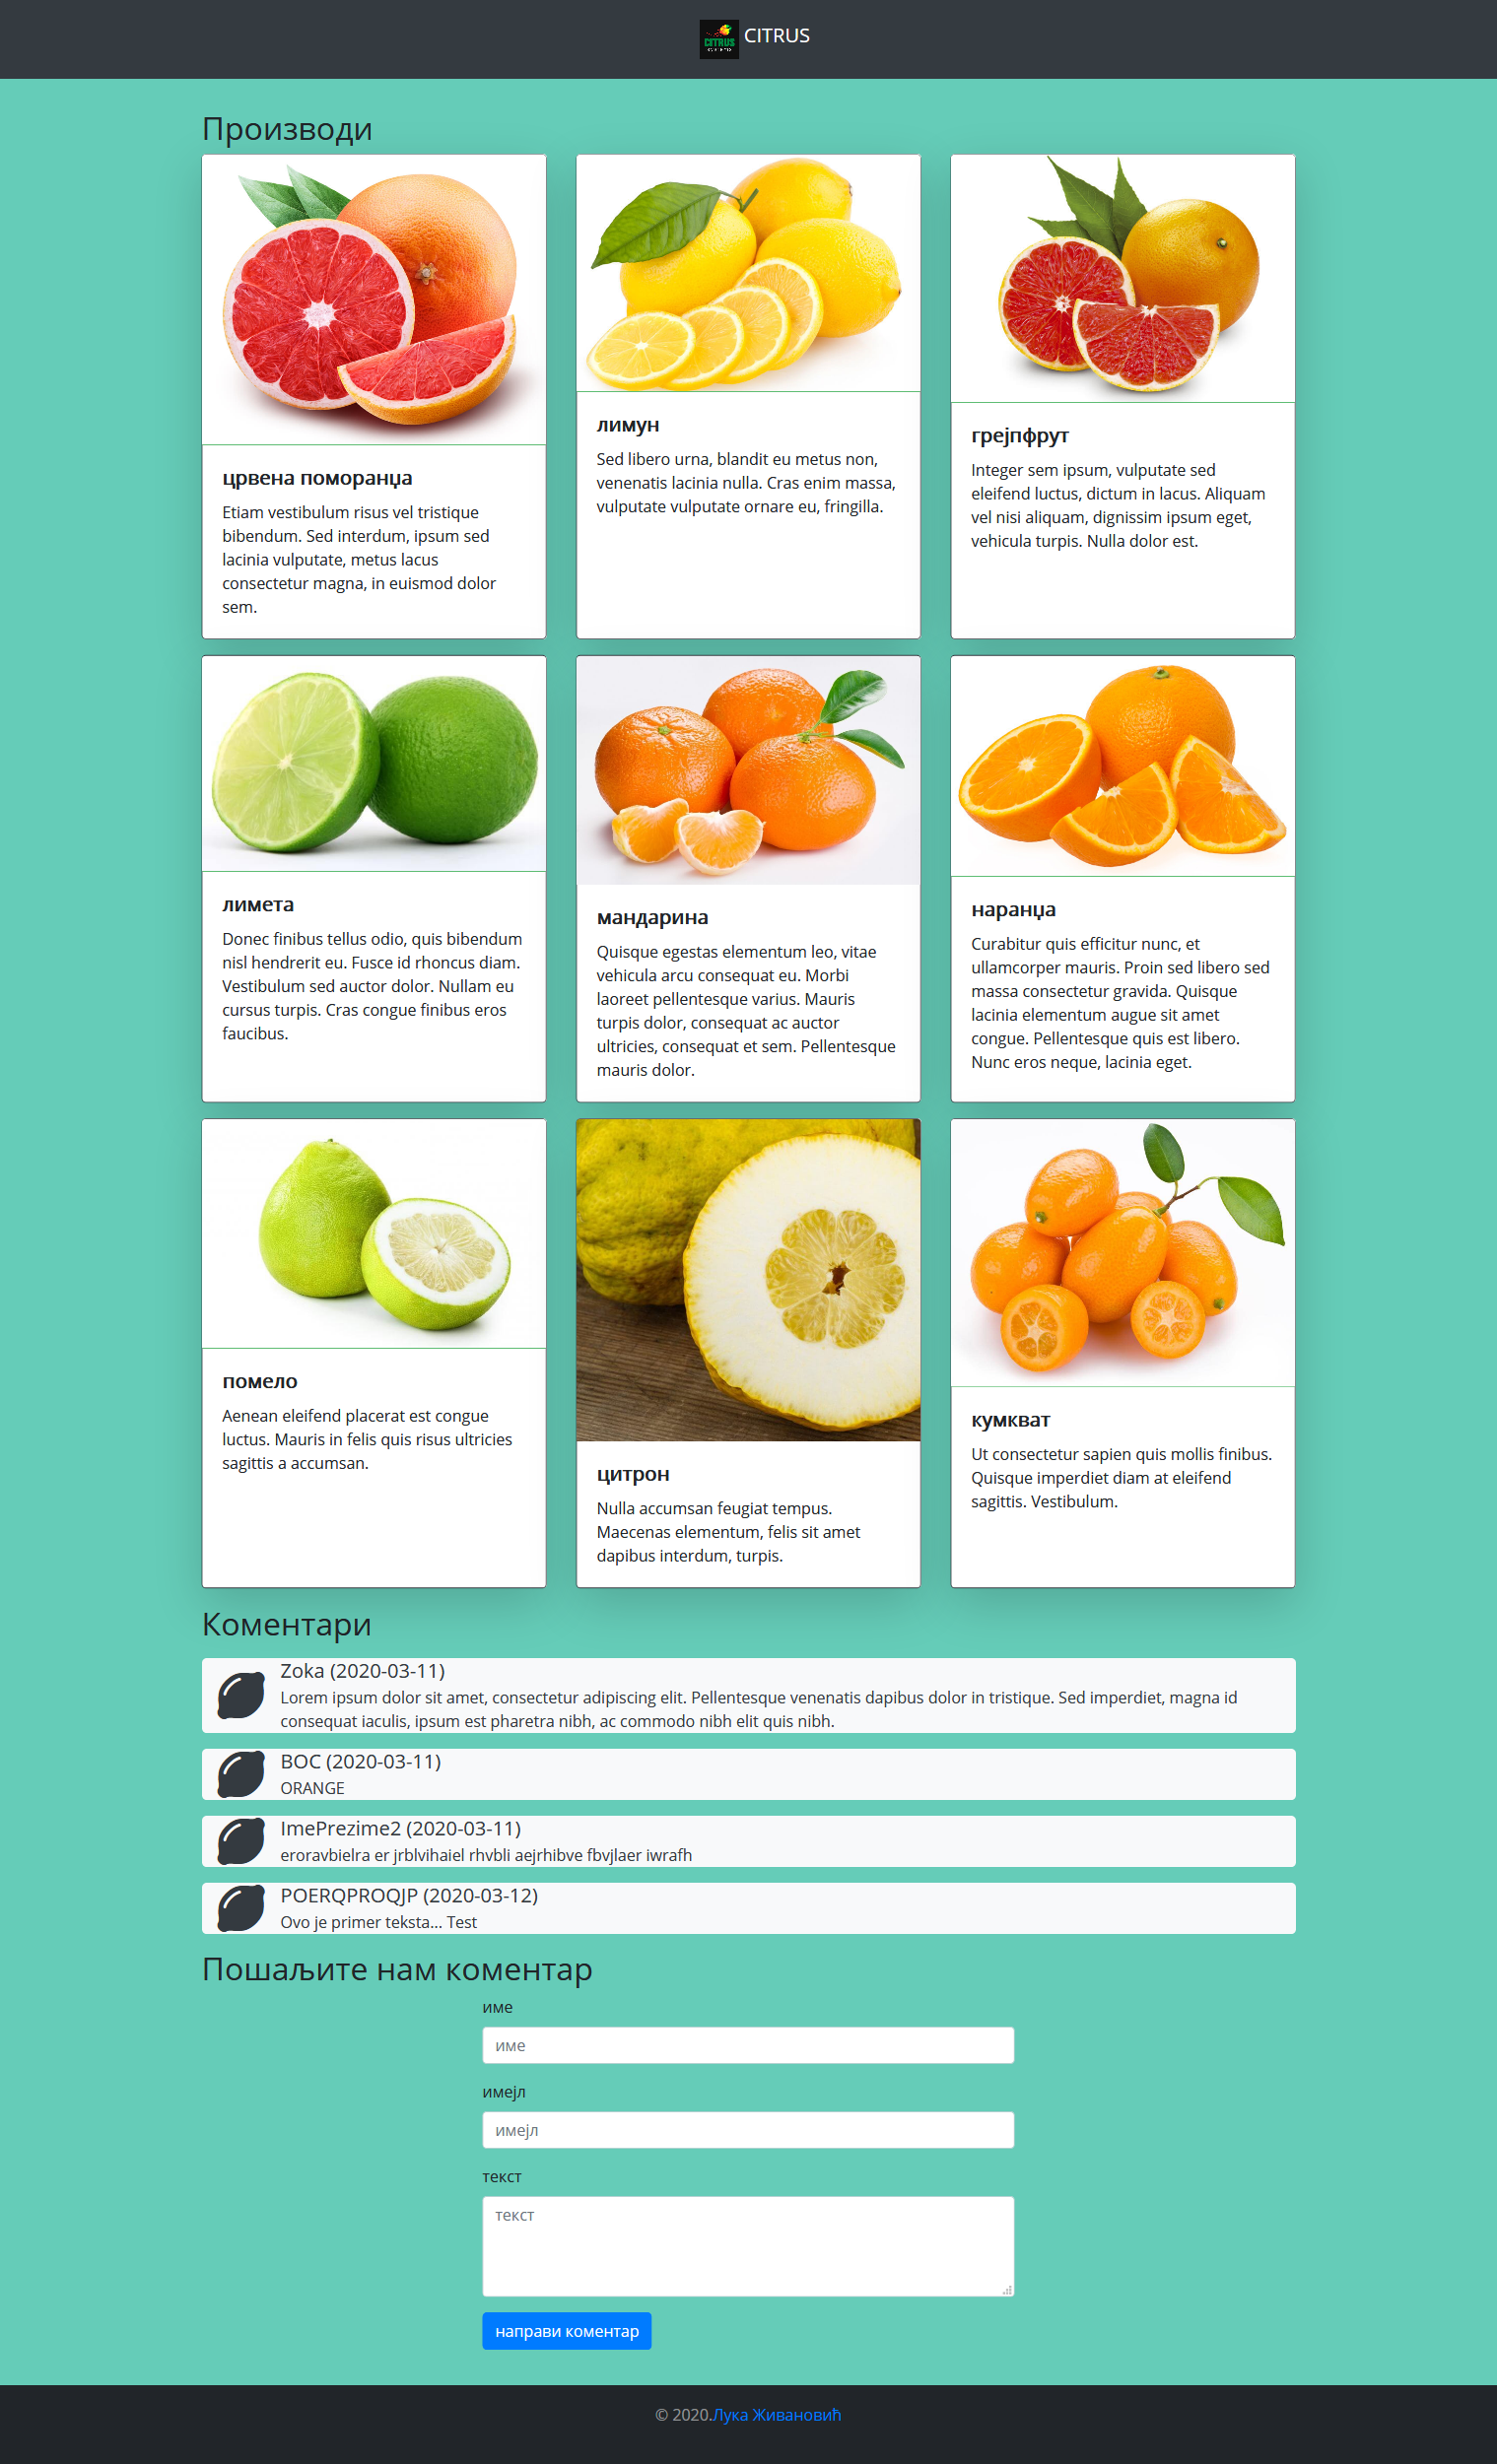 CITRUS
CITRUS
Производи
црвена поморанџа
Etiam vestibulum risus vel tristique
bibendum. Sed interdum, ipsum sed
lacinia vulputate, metus lacus
consectetur magna, in euismod dolor
sem.
лимун
Sed libero urna, blandit eu metus non,
venenatis lacinia nulla. Cras enim massa,
vulputate vulputate ornare eu, fringilla.
грејпфрут
Integer sem ipsum, vulputate sed
eleifend luctus, dictum in lacus. Aliquam
vel nisi aliquam, dignissim ipsum eget,
vehicula turpis. Nulla dolor est.
лимета
Donec finibus tellus odio, quis bibendum
nisl hendrerit eu. Fusce id rhoncus diam.
Vestibulum sed auctor dolor. Nullam eu
cursus turpis. Cras congue finibus eros
faucibus.
мандарина
Quisque egestas elementum leo, vitae
vehicula arcu consequat eu. Morbi
laoreet pellentesque varius. Mauris
turpis dolor, consequat ac auctor
ultricies, consequat et sem. Pellentesque
mauris dolor.
наранџа
Curabitur quis efficitur nunc, et
ullamcorper mauris. Proin sed libero sed
massa consectetur gravida. Quisque
lacinia elementum augue sit amet
congue. Pellentesque quis est libero.
Nunc eros neque, lacinia eget.
помело
Aenean eleifend placerat est congue
luctus. Mauris in felis quis risus ultricies
sagittis a accumsan.
цитрон
Nulla accumsan feugiat tempus.
Maecenas elementum, felis sit amet
dapibus interdum, turpis.
кумкват
Ut consectetur sapien quis mollis finibus.
Quisque imperdiet diam at eleifend
sagittis. Vestibulum.
Коментари
Zoka (2020-03-11)
Lorem ipsum dolor sit amet, consectetur adipiscing elit. Pellentesque venenatis dapibus dolor in tristique. Sed imperdiet, magna id
consequat iaculis, ipsum est pharetra nibh, ac commodo nibh elit quis nibh.
BOC (2020-03-11)
ORANGE
ImePrezime2 (2020-03-11)
eroravbielra er jrblvihaiel rhvbli aejrhibve fbvjlaer iwrafh
POERQPROQJP (2020-03-12)
Ovo je primer teksta... Test
Пошаљите нам коментар
име
име
имејл
имејл
текст
текст
направи коментар
© 2020.Лука Живановић